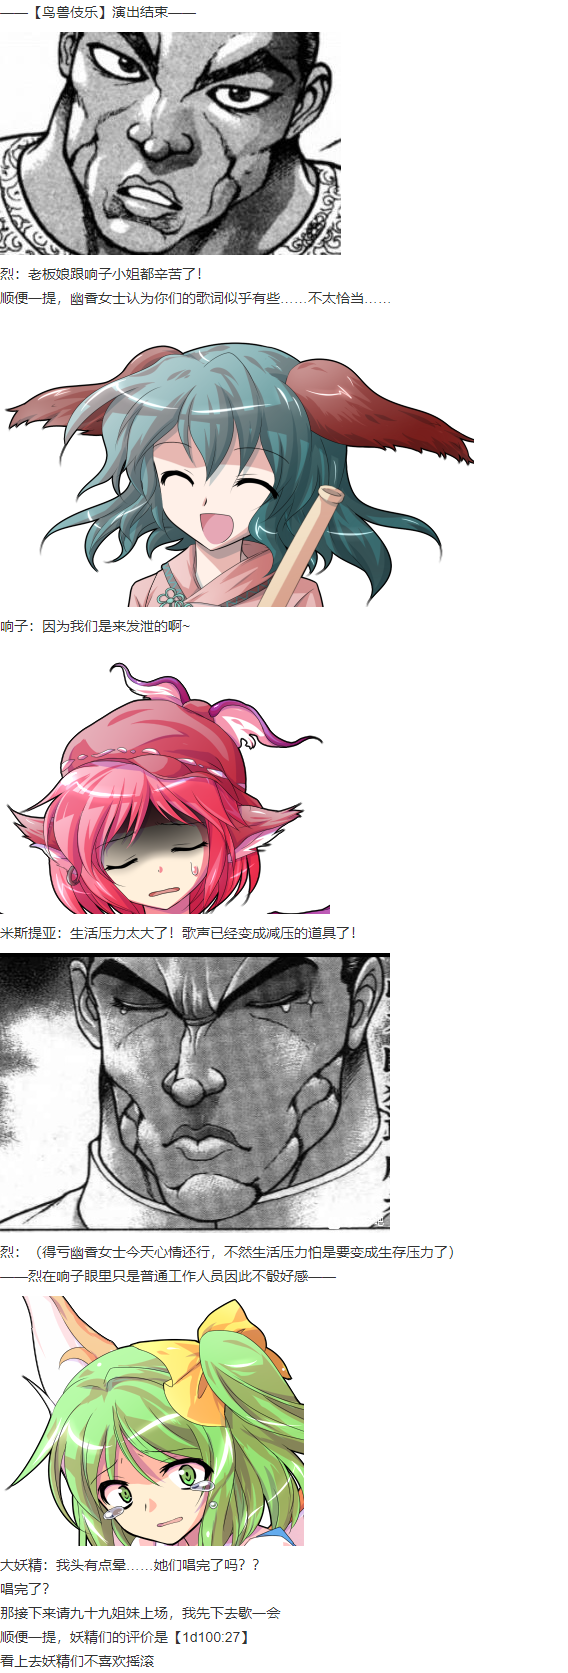 ——【鸟兽伎乐】演出结束——
烈：老板娘跟响子小姐都辛苦了！
顺便一提，幽香女士认为你们的歌词似乎有些……不太恰当……
响子：因为我们是来发泄的啊~
米斯提亚：生活压力太大了！歌声已经变成减压的道具了！
烈：（得亏幽香女士今天心情还行，不然生活压力怕是要变成生存压力了）
——烈在响子眼里只是普通工作人员因此不骰好感——
大妖精：我头有点晕……她们唱完了吗？？
唱完了？
那接下来请九十九姐妹上场，我先下去歇一会
顺便一提，妖精们的评价是【1d100:27】
看上去妖精们不喜欢摇滚